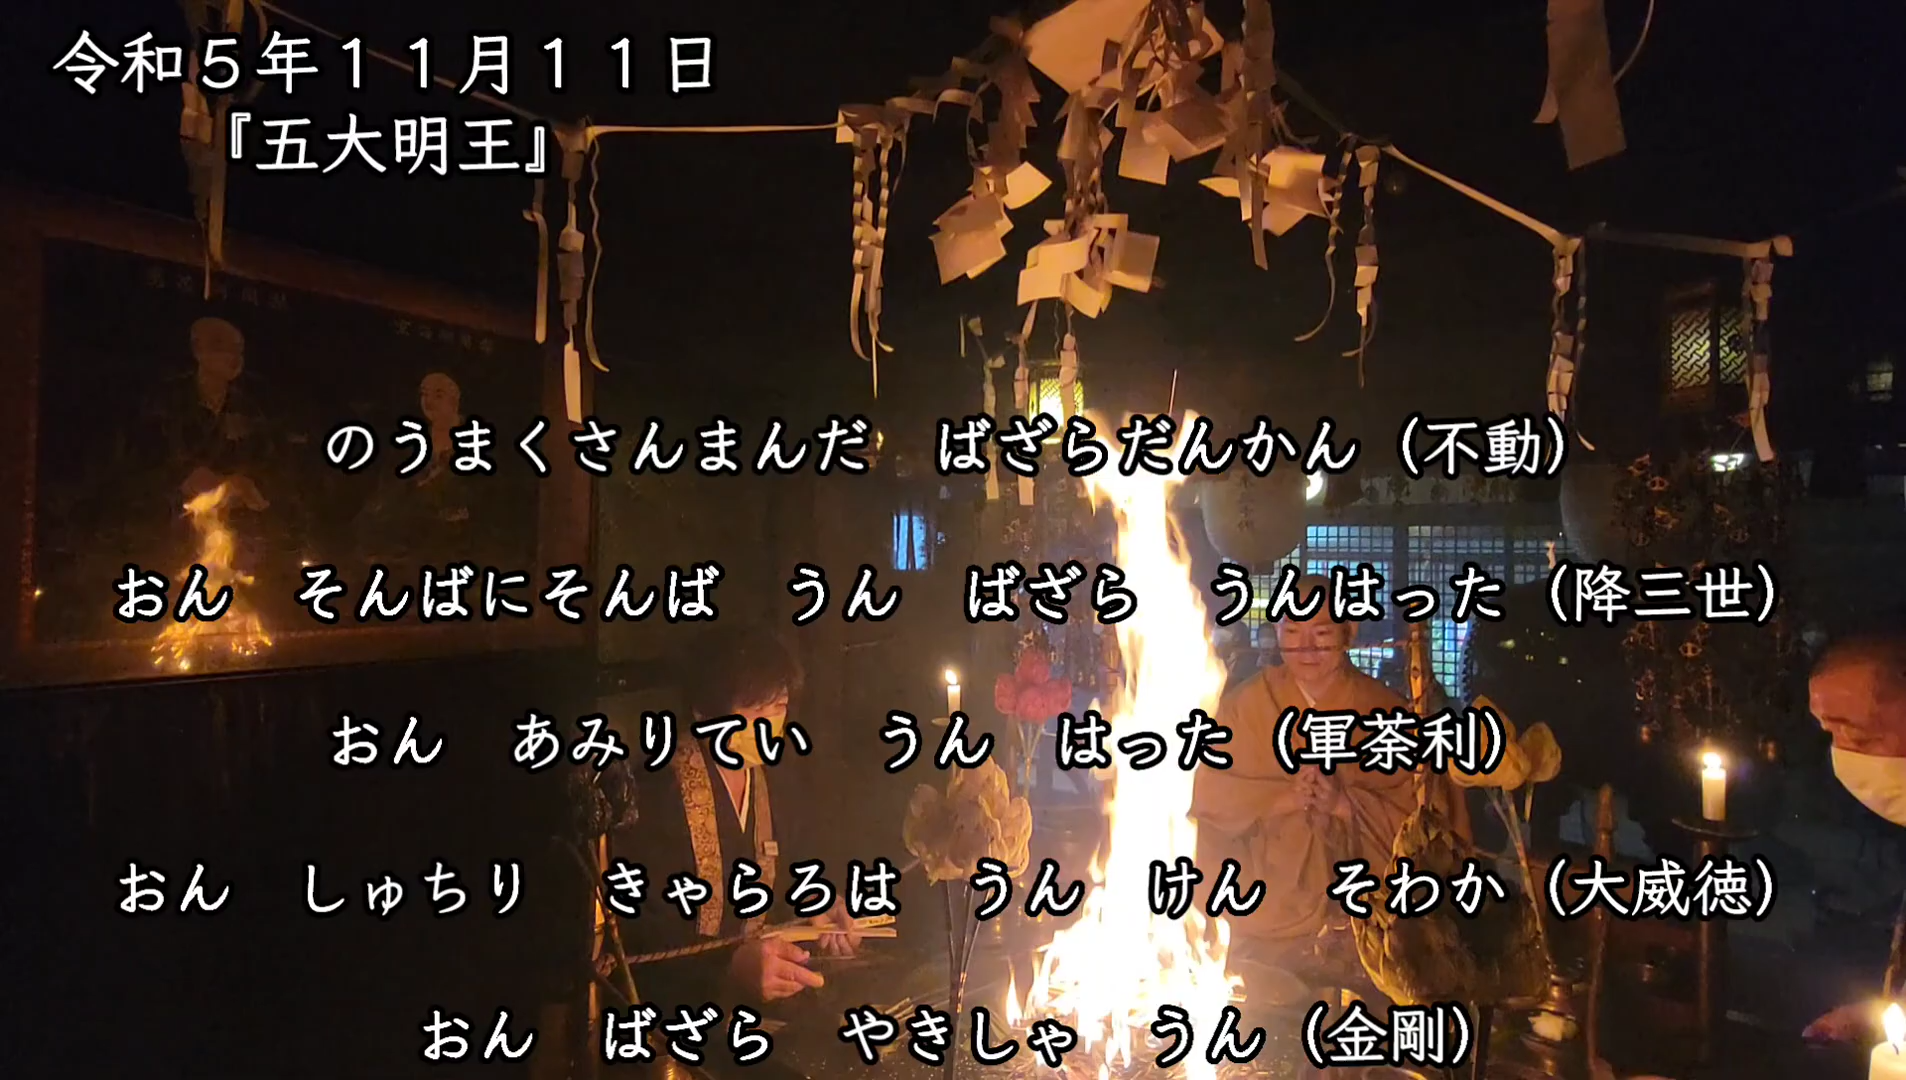 令和５年１１月１１日
『五大明王』
のうまくさんまんだ　ばざらだんかん（不動）
おん　そんばにそんば　うん　ばざら　うんはった（降三世）
おん　あみりてい　うん　はった（軍荼利）
おん　しゅちり　きゃらろは　うん　けん　そわか（大威徳）
おん　ばざら　やきしゃ　うん（金剛）